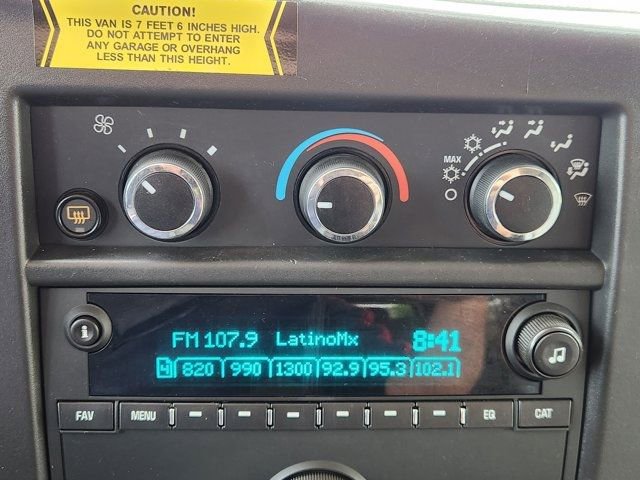 CAUTION!
THIS VAN IS 7 FEET 6 INCHES HIGH.
DO NOT ATTEMPT TO ENTER
ANY GARAGE OR OVERHANG
LESS THAN THIS HEIGHT.
MAX
FM 107.9 LatinoMx 8:41
4 820 990 1300 92.9 95.3 102.1
FAV MENU EQ CAT